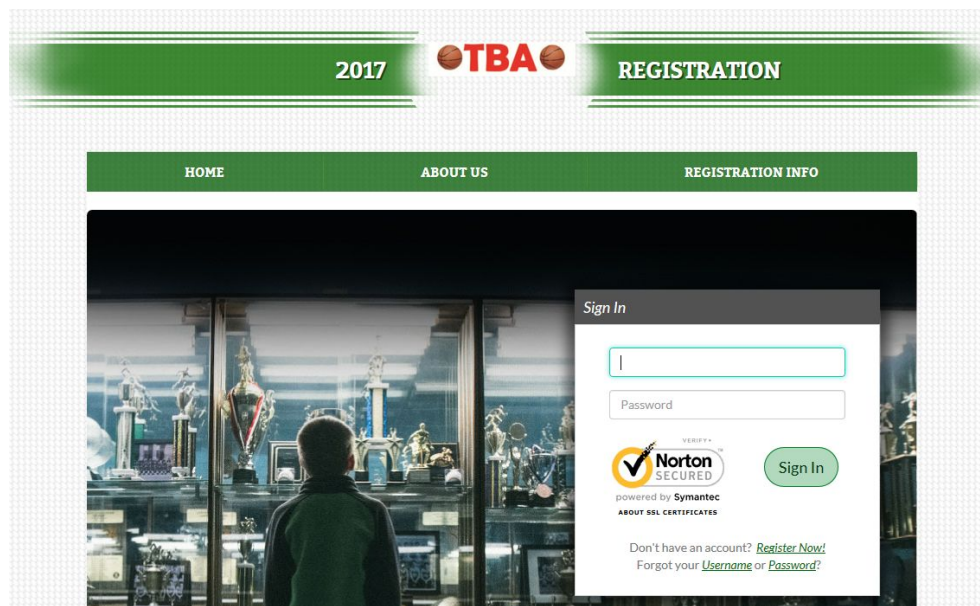 2017 TBA REGISTRATION
HOME ABOUT US REGISTRATION INFO
Sign In
Password
VERIFY▸
Norton™
SECURED
powered by Symantec
ABOUT SSL CERTIFICATES
Sign In
Don't have an account? Register Now!
Forgot your Username or Password?